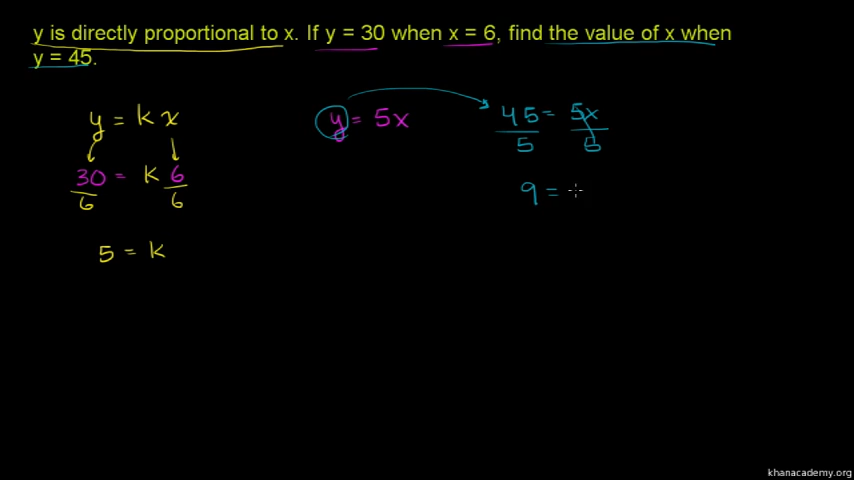 y is directly proportional to x. If y = 30 when x = 6, find the value of x when
y = 45.
y = k x
30 = k 6
6 6
5 = k
y = 5x
45 = 5x
5 5
9 =
khanacademy.org